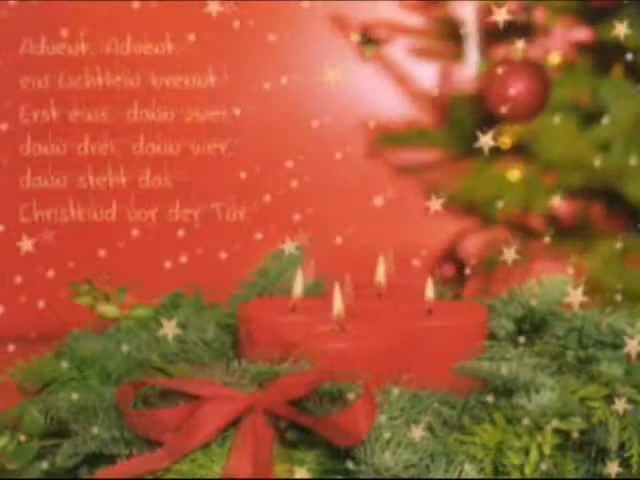 Advent, Advent,
ein Lichtlein brennt.
Erst eins, dann zwei,
dann drei, dann vier,
dann steht das
Christkind vor der Tür.